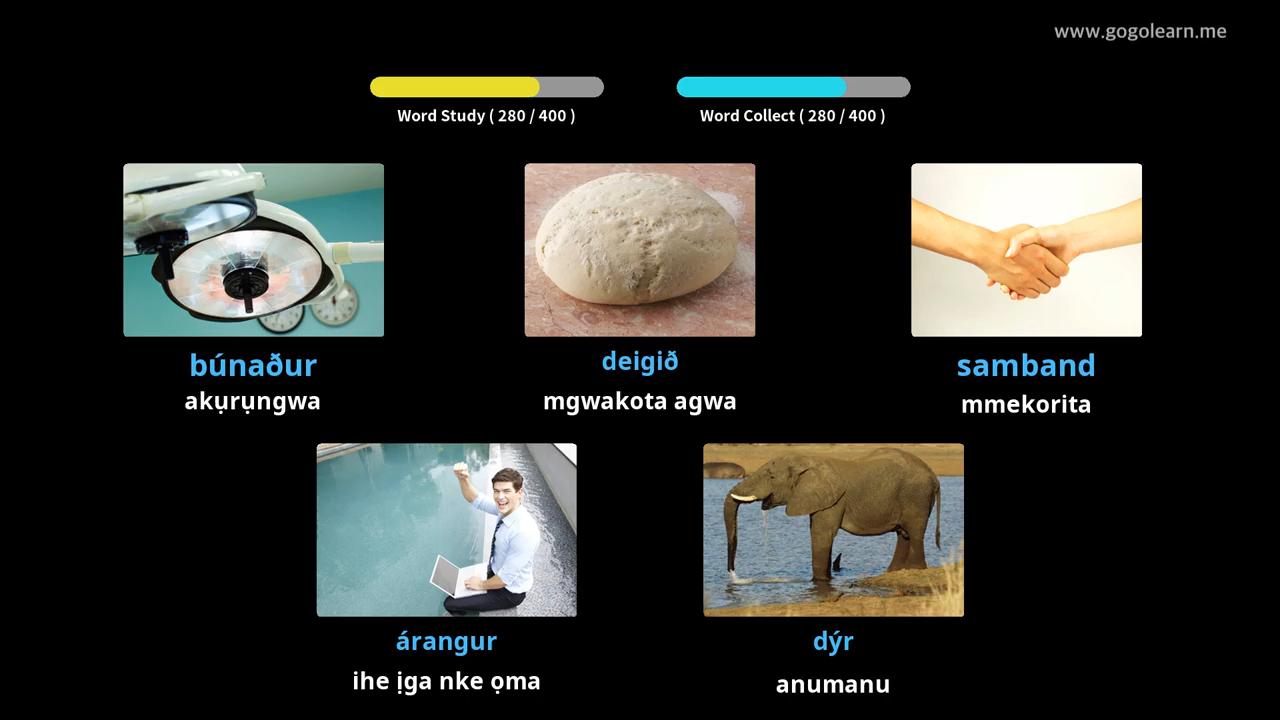 www.gogolearn.me
Word Study ( 280 / 400 )
Word Collect ( 280 / 400 )
búnaður
akụrụngwa
deigið
mgwakota agwa
samband
mmekorita
árangur
ihe ịga nke ọma
dýr
anumanu